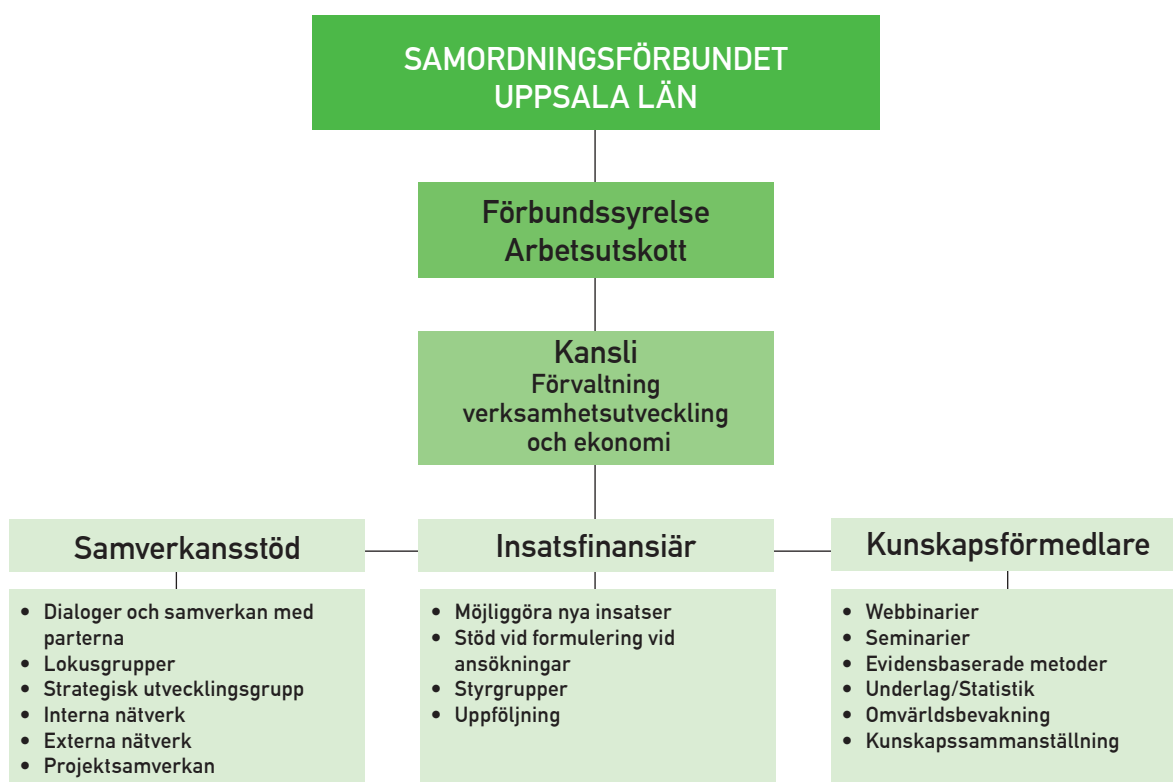 SAMORDNINGSFÖRBUNDET
UPPSALA LÄN
Förbundssyrelse
Arbetsutskott
Kansli
Förvaltning
verksamhetsutveckling
och ekonomi
Samverkansstöd
• Dialoger och samverkan med
parterna
• Lokusgrupper
• Strategisk utvecklingsgrupp
• Interna nätverk
• Externa nätverk
• Projektsamverkan
Insatsfinansiär
• Möjliggöra nya insatser
• Stöd vid formulering vid
ansökningar
• Styrgrupper
• Uppföljning
Kunskapsförmedlare
• Webbinarier
• Seminarier
• Evidensbaserade metoder
• Underlag/Statistik
• Omvärldsbevakning
• Kunskapssammanställning